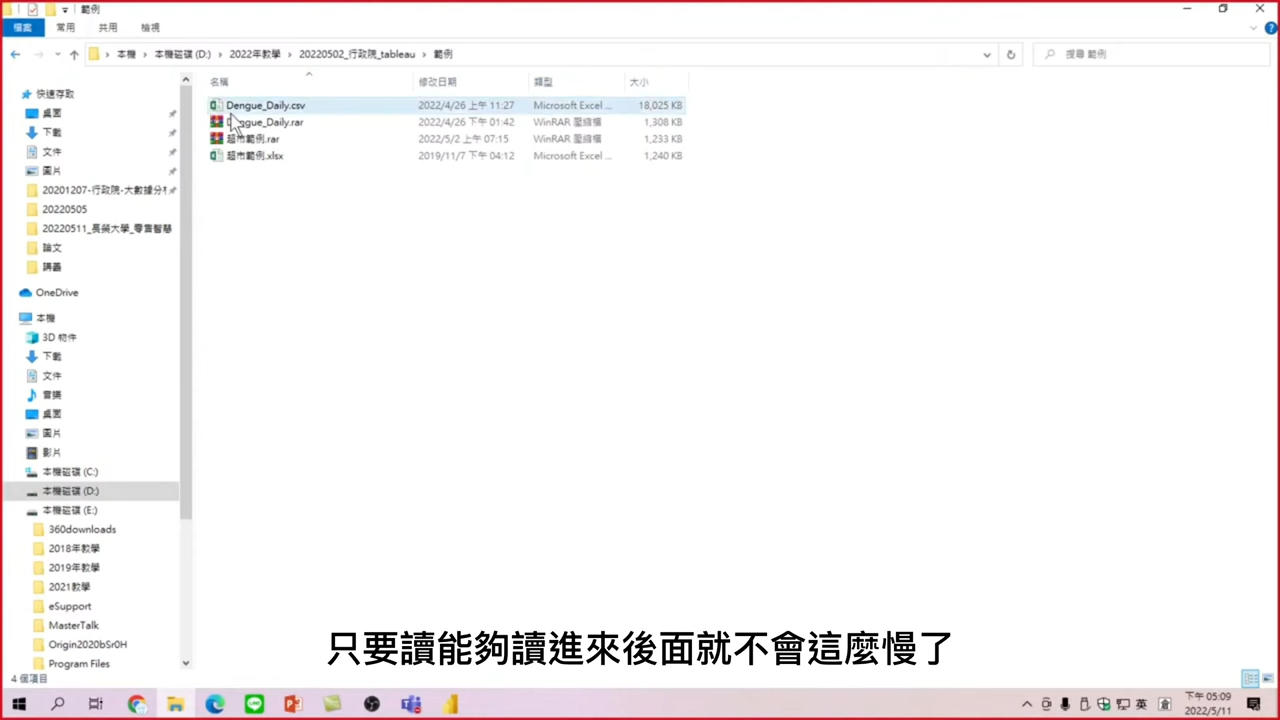 範例
檔案 常用 共用 檢視
本機 › 本機磁碟 (D:) › 2022年教學 › 20220502_行政院_tableau › 範例
搜尋 範例
名稱 修改日期 類型 大小
Dengue_Daily.csv 2022/4/26 上午 11:27 Microsoft Excel ... 18,025 KB
Dengue_Daily.rar 2022/4/26 下午 01:42 WinRAR 壓縮檔 1,308 KB
超市範例.rar 2022/5/2 上午 07:15 WinRAR 壓縮檔 1,233 KB
超市範例.xlsx 2019/11/7 下午 04:12 Microsoft Excel ... 1,240 KB
快速存取
桌面
下載
文件
圖片
20201207-行政院-大數據分析
20220505
20220511_長榮大學_零售智慧
論文
講義
OneDrive
本機
3D 物件
下載
文件
音樂
桌面
圖片
影片
本機磁碟 (C:)
本機磁碟 (D:)
本機磁碟 (E:)
360downloads
2018年教學
2019年教學
2021教學
eSupport
MasterTalk
Origin2020bSr0H
Program Files
只要讀能夠讀進來後面就不會這麼慢了
4 個項目
英
倉
下午 05:09
2022/5/11